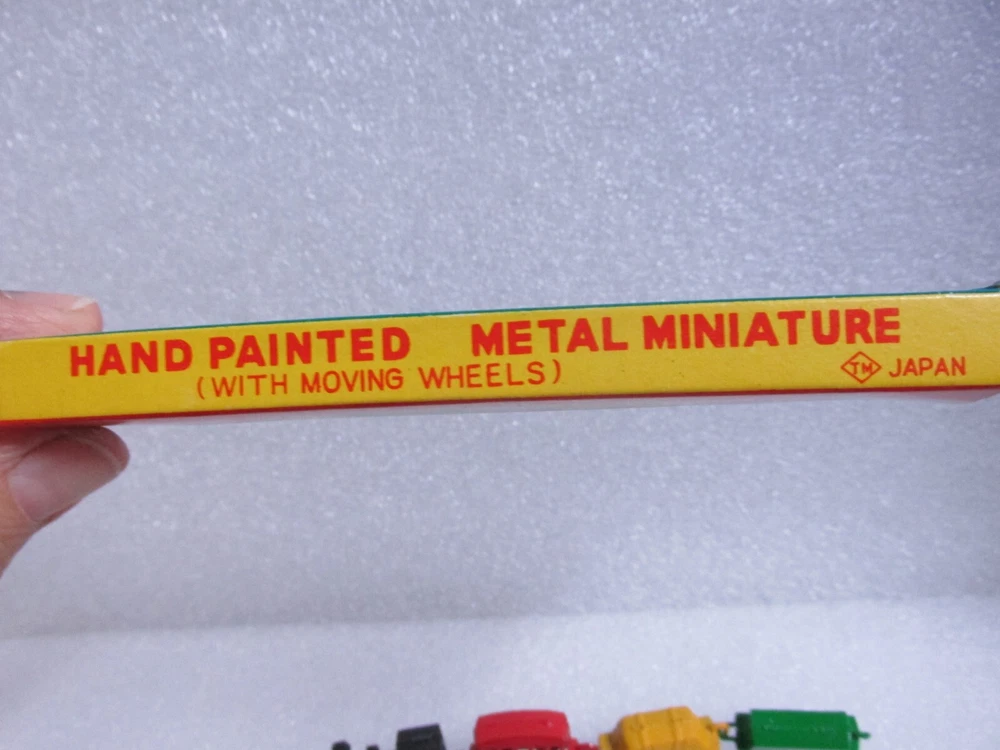 HAND PAINTED METAL MINIATURE
(WITH MOVING WHEELS)
TM JAPAN